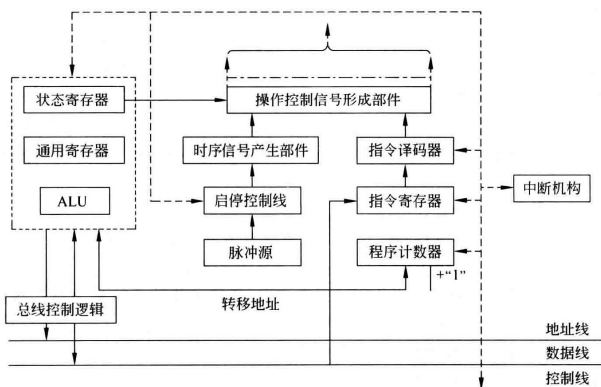 状态寄存器
操作控制信号形成部件
通用寄存器
时序信号产生部件
指令译码器
ALU
启停控制线
指令寄存器
中断机构
脉冲源
程序计数器
+“1”
总线控制逻辑
转移地址
地址线
数据线
控制线